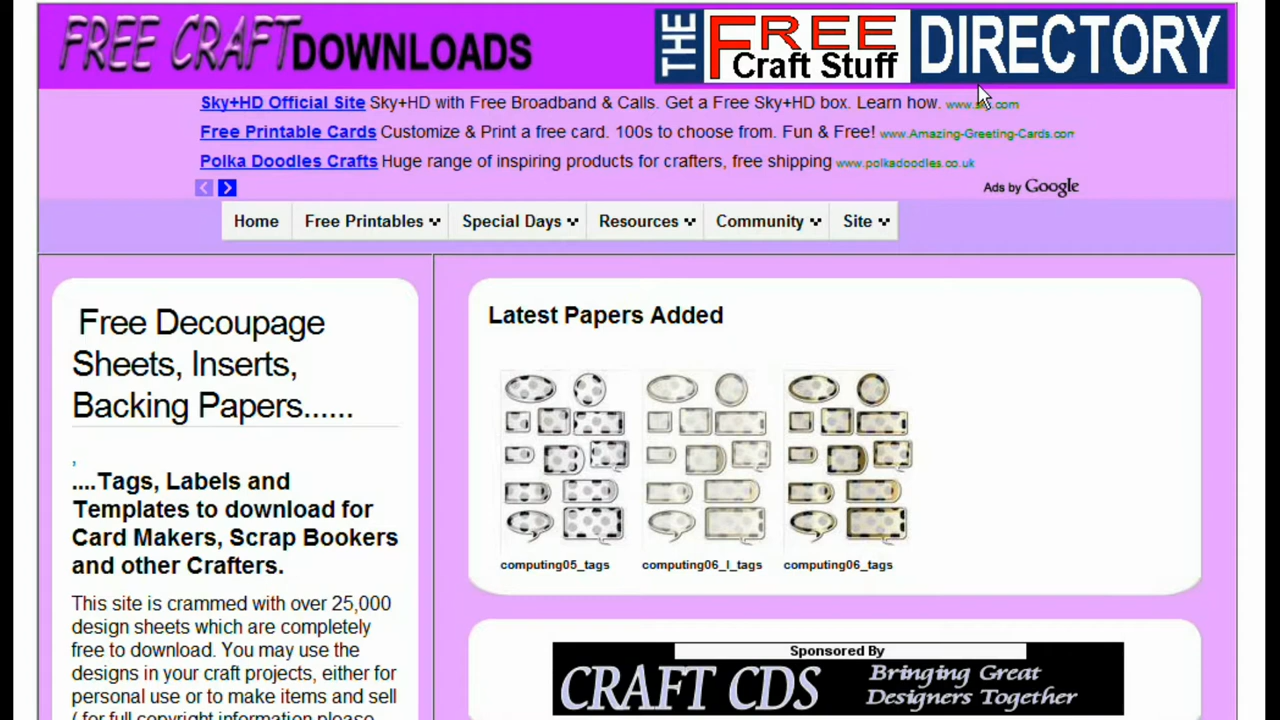 FREE CRAFT DOWNLOADS
THE FREE Craft Stuff DIRECTORY
Sky+HD Official Site Sky+HD with Free Broadband & Calls. Get a Free Sky+HD box. Learn how.
Free Printable Cards Customize & Print a free card. 100s to choose from. Fun & Free! www.Amazing-Greeting-Cards.com
Polka Doodles Crafts Huge range of inspiring products for crafters, free shipping www.polkadoodles.co.uk
Ads by Google
Home Free Printables Special Days Resources Community Site
Free Decoupage
Sheets, Inserts,
Backing Papers......
,
....Tags, Labels and
Templates to download for
Card Makers, Scrap Bookers
and other Crafters.
This site is crammed with over 25,000
design sheets which are completely
free to download. You may use the
designs in your craft projects, either for
personal use or to make items and sell
( for full copyright information please
Latest Papers Added
computing05_tags computing06_l_tags computing06_tags
Sponsored By
CRAFT CDS Bringing Great
Designers Together